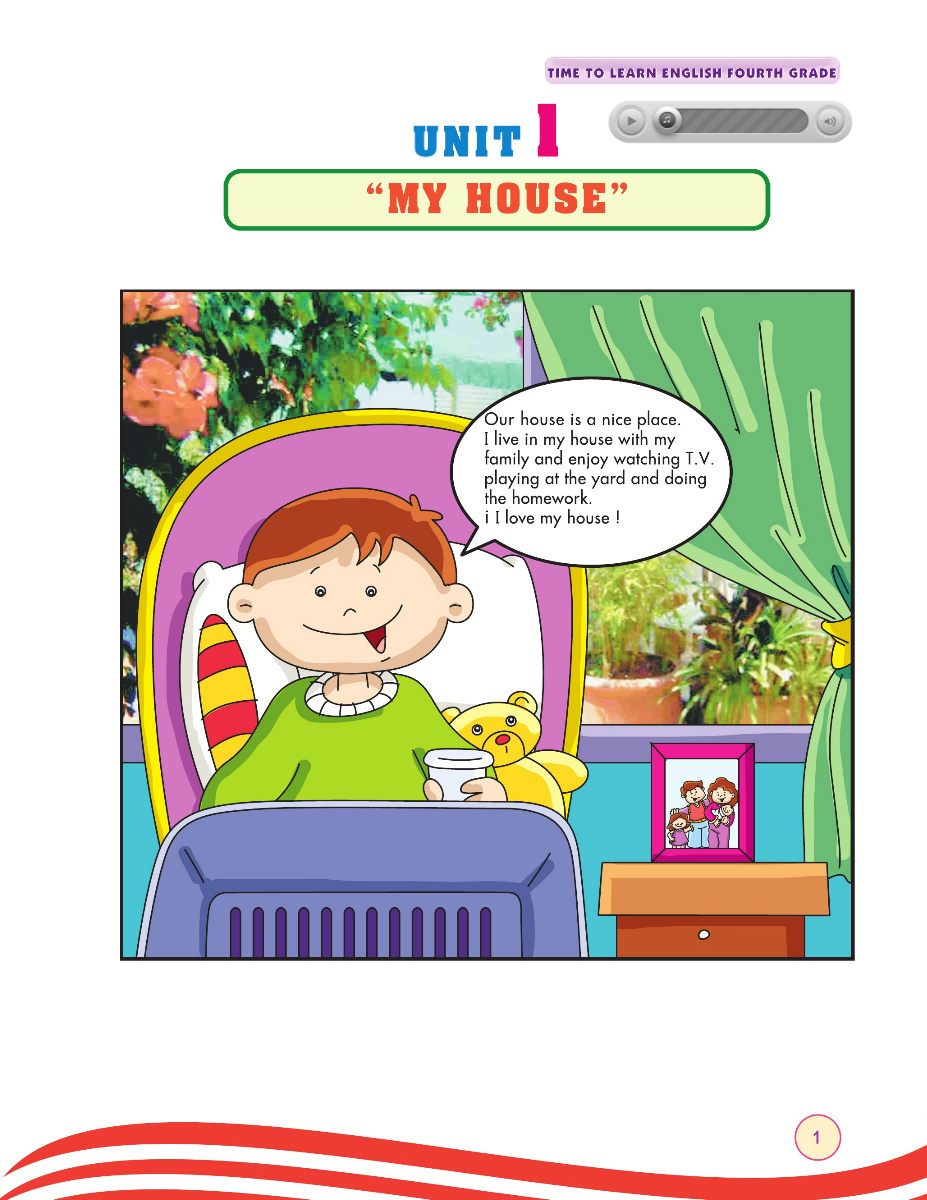 TIME TO LEARN ENGLISH FOURTH GRADE
UNIT 1
“MY HOUSE”
Our house is a nice place.
I live in my house with my
family and enjoy watching T.V.
playing at the yard and doing
the homework.
i I love my house !
1